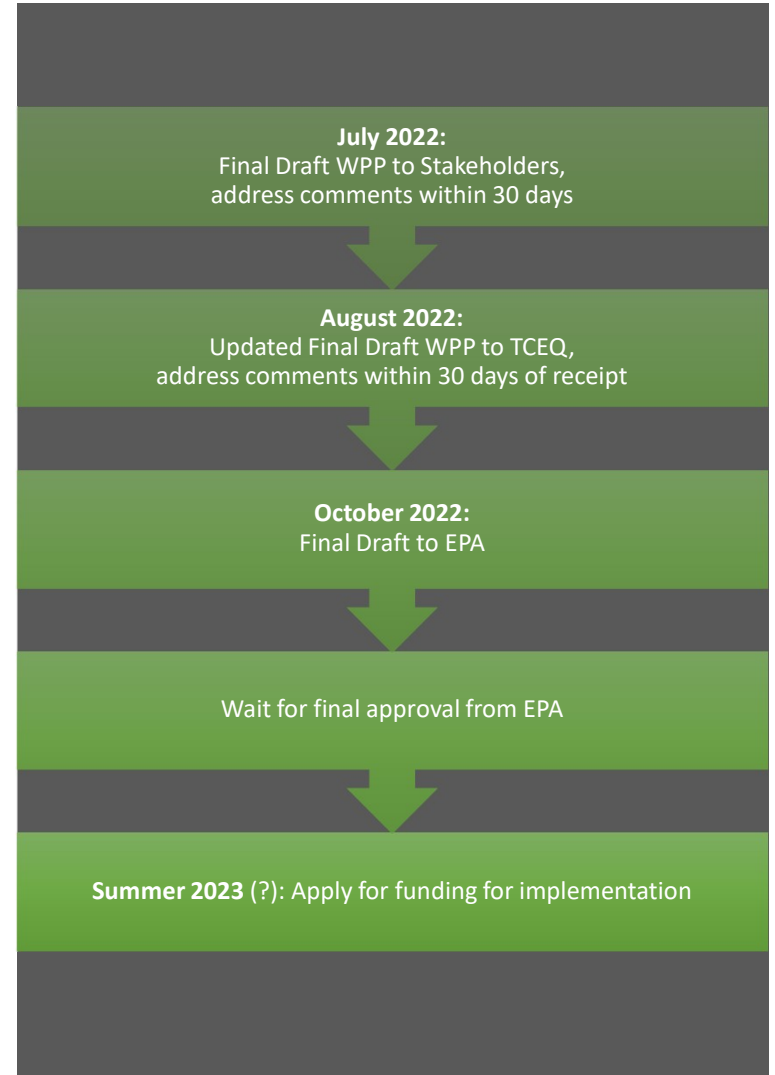 July 2022:
Final Draft WPP to Stakeholders,
address comments within 30 days
August 2022:
Updated Final Draft WPP to TCEQ,
address comments within 30 days of receipt
October 2022:
Final Draft to EPA
Wait for final approval from EPA
Summer 2023 (?): Apply for funding for implementation